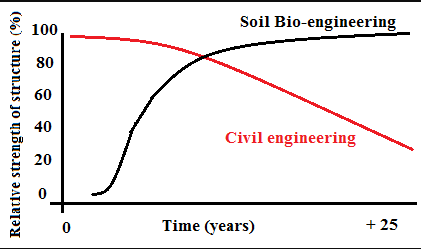 Soil Bio-engineering
Relative strength of structure (%)
100
80
60
40
20
0
Civil engineering
0
Time (years)
+ 25